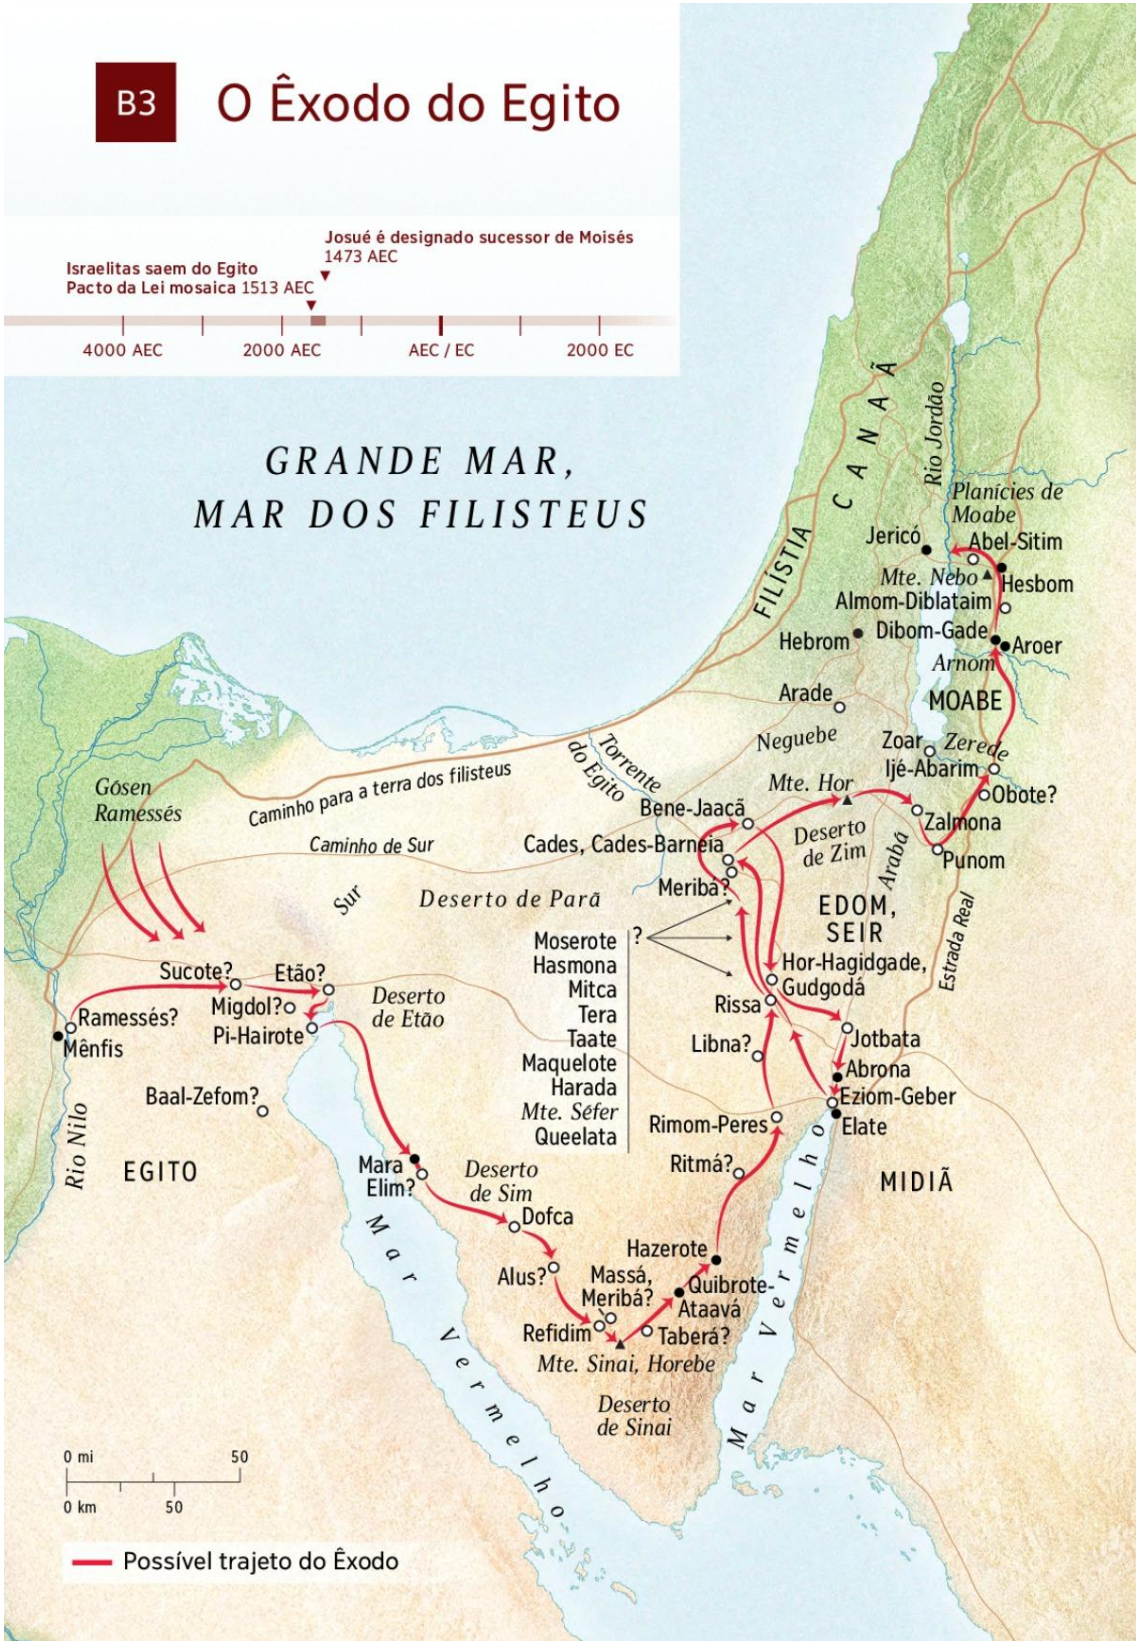 B3
O Êxodo do Egito
Josué é designado sucessor de Moisés
1473 AEC
Israelitas saem do Egito
Pacto da Lei mosaica 1513 AEC
4000 AEC
2000 AEC
AEC / EC
2000 EC
GRANDE MAR,
MAR DOS FILISTEUS
CANAÃ
Rio Jordão
FILÍSTIA
Planícies de
Moabe
Jericó
Abel-Sitim
Mte. Nebo
Hesbom
Almom-Diblataim
Dibom-Gade
Hebrom
Aroer
Arnom
Arade
MOABE
Neguebe
Zoar
Zerede
Ijé-Abarim
Torrente
do Egito
Mte. Hor
Obote?
Gósen
Ramessés
Caminho para a terra dos filisteus
Bene-Jaacã
Zalmona
Caminho de Sur
Cades, Cades-Barneia
Deserto
de Zim
Arabá
Punom
Meribá?
Sur
Deserto de Parã
EDOM,
SEIR
Estrada Real
Moserote
?
Hasmona
Mitca
Tera
Taate
Maquelote
Harada
Mte. Séfer
Queelata
Hor-Hagidgade,
Gudgodá
Sucote?
Etão?
Deserto
de Etão
Migdol?
Ramessés?
Pi-Hairote
Mênfis
Rissa
Libna?
Jotbata
Abrona
Baal-Zefom?
Eziom-Geber
Rimom-Peres
Elate
Rio Nilo
EGITO
Mara
Elim?
Deserto
de Sim
Ritmá?
MIDIÃ
Dofca
Mar Vermelho
Hazerote
Alus?
Massá,
Meribá?
Quibrote-
Ataavá
Refidim
Taberá?
Mte. Sinai, Horebe
Mar Vermelho
Deserto
de Sinai
0 mi
50
0 km
50
Possível trajeto do Êxodo